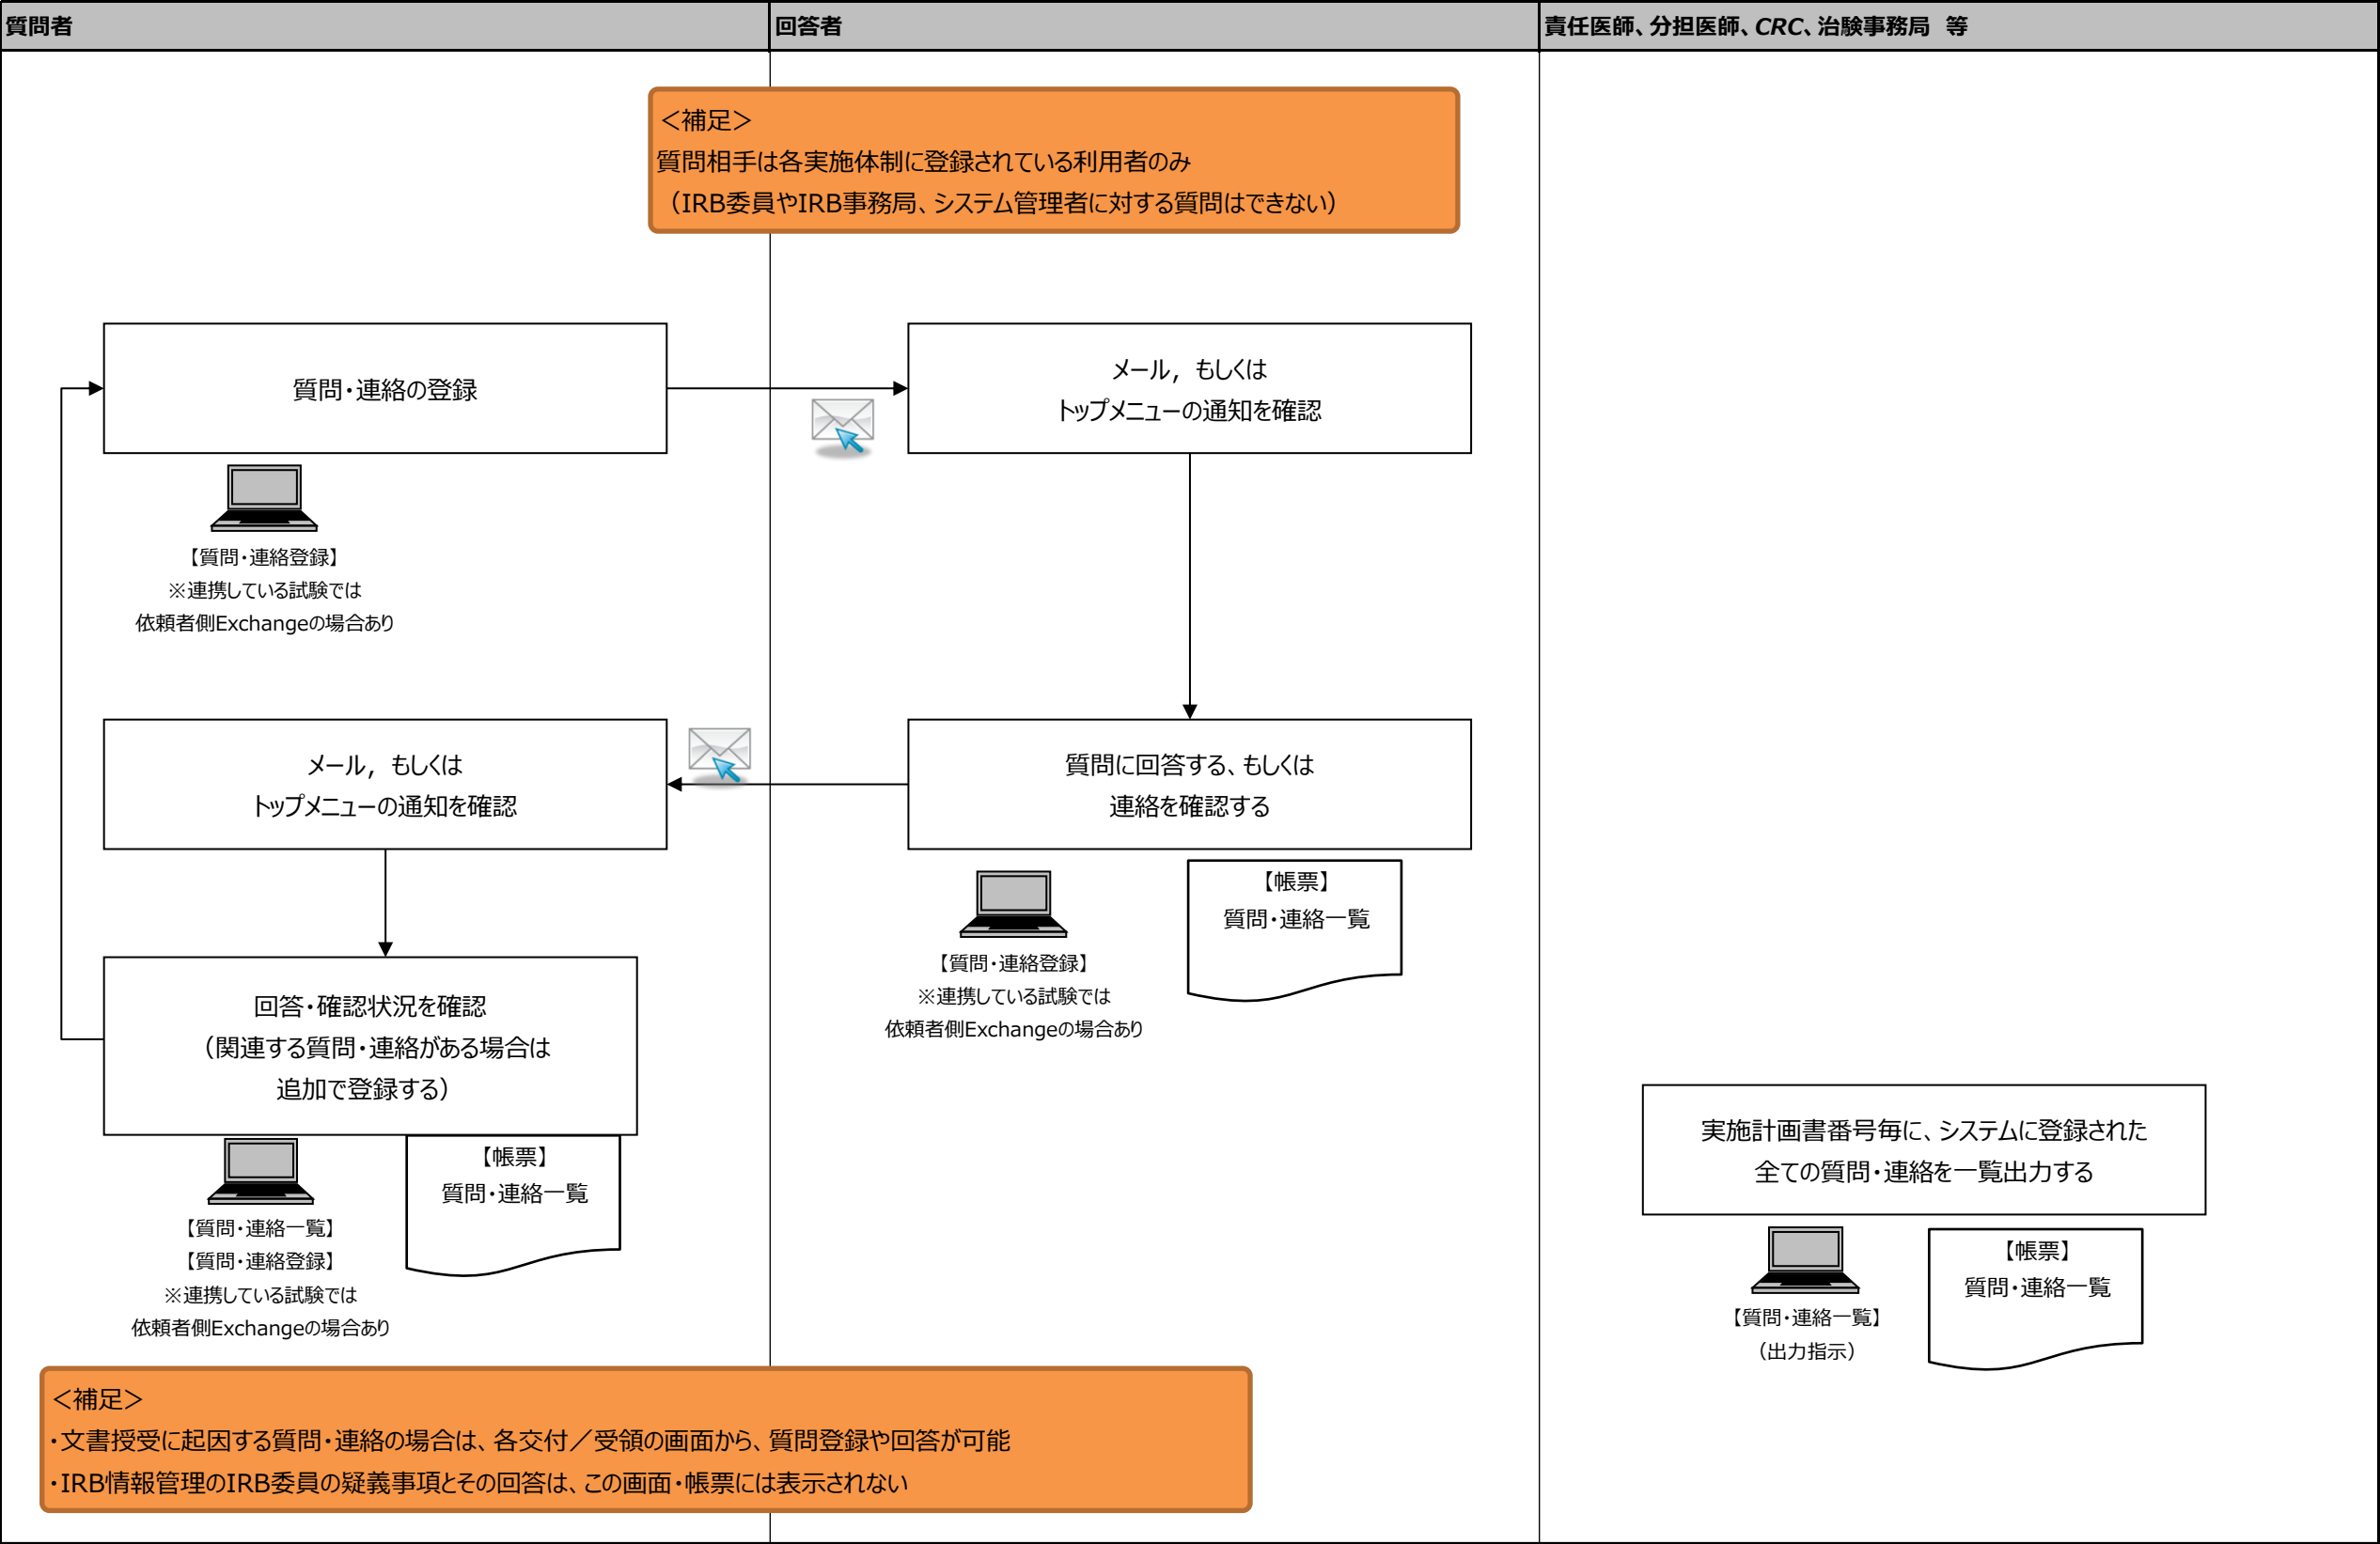 質問者
回答者
責任医師、分担医師、CRC、治験事務局　等
＜補足＞
質問相手は各実施体制に登録されている利用者のみ
（IRB委員やIRB事務局、システム管理者に対する質問はできない）
質問・連絡の登録
メール，もしくは
トップメニューの通知を確認
【質問・連絡登録】
※連携している試験では
依頼者側Exchangeの場合あり
メール，もしくは
トップメニューの通知を確認
質問に回答する、もしくは
連絡を確認する
【質問・連絡登録】
※連携している試験では
依頼者側Exchangeの場合あり
【帳票】
質問・連絡一覧
回答・確認状況を確認
（関連する質問・連絡がある場合は
追加で登録する）
【質問・連絡一覧】
【質問・連絡登録】
※連携している試験では
依頼者側Exchangeの場合あり
【帳票】
質問・連絡一覧
実施計画書番号毎に、システムに登録された
全ての質問・連絡を一覧出力する
【質問・連絡一覧】
（出力指示）
【帳票】
質問・連絡一覧
＜補足＞
・文書授受に起因する質問・連絡の場合は、各交付／受領の画面から、質問登録や回答が可能
・IRB情報管理のIRB委員の疑義事項とその回答は、この画面・帳票には表示されない